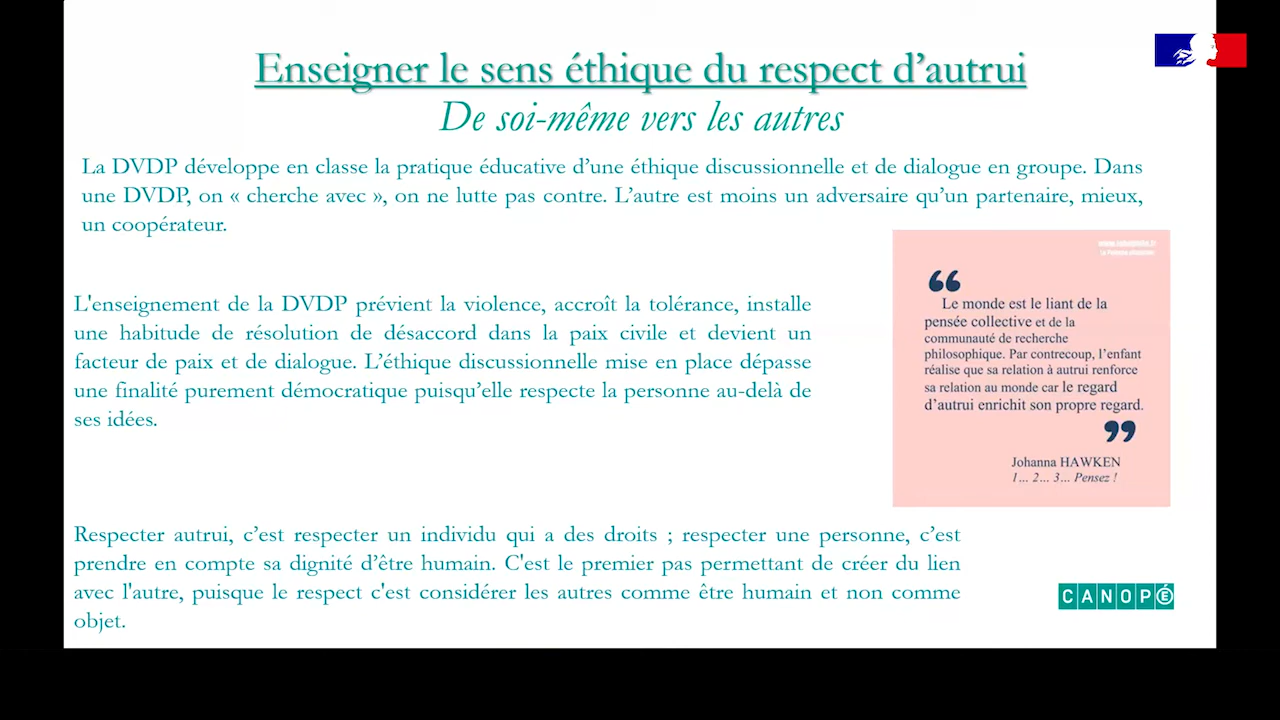 Enseigner le sens éthique du respect d’autrui
De soi-même vers les autres
La DVDP développe en classe la pratique éducative d’une éthique discussionnelle et de dialogue en groupe. Dans
une DVDP, on « cherche avec », on ne lutte pas contre. L’autre est moins un adversaire qu’un partenaire, mieux,
un coopérateur.
L'enseignement de la DVDP prévient la violence, accroît la tolérance, installe
une habitude de résolution de désaccord dans la paix civile et devient un
facteur de paix et de dialogue. L’éthique discussionnelle mise en place dépasse
une finalité purement démocratique puisqu’elle respecte la personne au-delà de
ses idées.
“
Le monde est le liant de la
pensée collective et de la
communauté de recherche
philosophique. Par contrecoup, l’enfant
réalise que sa relation à autrui renforce
sa relation au monde car le regard
d’autrui enrichit son propre regard.
”
Johanna HAWKEN
1… 2… 3… Pensez !
Respecter autrui, c’est respecter un individu qui a des droits ; respecter une personne, c’est
prendre en compte sa dignité d’être humain. C'est le premier pas permettant de créer du lien
avec l'autre, puisque le respect c'est considérer les autres comme être humain et non comme
objet.
CANOPÉ